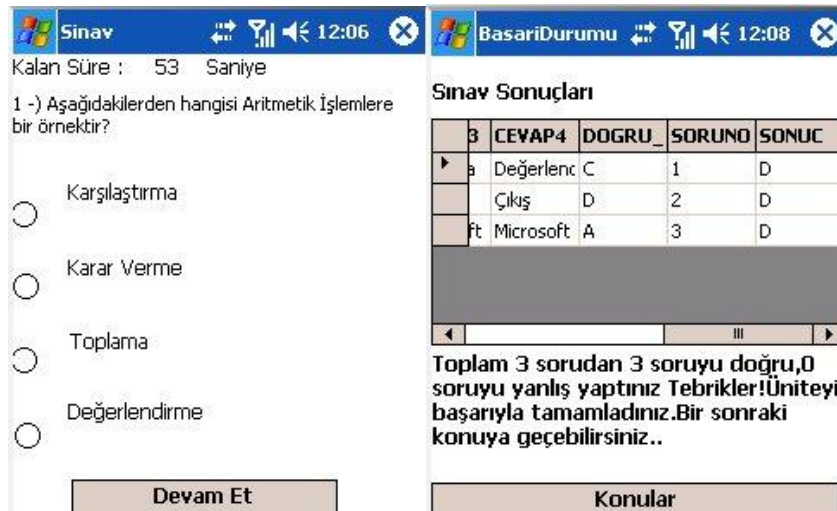 Sinav 12:06
Kalan Süre : 53 Saniye
1 -) Aşağıdakilerden hangisi Aritmetik İşlemlere
bir örnektir?
Karşılaştırma
Karar Verme
Toplama
Değerlendirme
Devam Et
BasariDurumu 12:08
Sınav Sonuçları
3 CEVAP4 DOGRU_ SORUNO SONUC
a Değerlenc C 1 D
Çıkış D 2 D
ft Microsoft A 3 D
Toplam 3 sorudan 3 soruyu doğru,0
soruyu yanlış yaptınız Tebrikler!Üniteyi
başarıyla tamamladınız.Bir sonraki
konuya geçebilirsiniz..
Konular